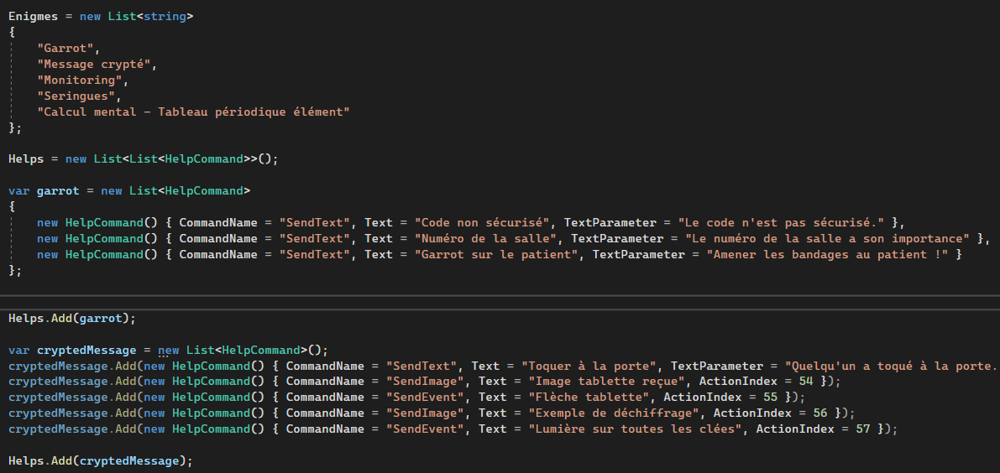 Enigmes = new List<string>
{
    "Garrot",
    "Message crypté",
    "Monitoring",
    "Seringues",
    "Calcul mental - Tableau périodique élément"
};
Helps = new List<List<HelpCommand>>();
var garrot = new List<HelpCommand>
{
    new HelpCommand() { CommandName = "SendText", Text = "Code non sécurisé", TextParameter = "Le code n'est pas sécurisé." },
    new HelpCommand() { CommandName = "SendText", Text = "Numéro de la salle", TextParameter = "Le numéro de la salle a son importance" },
    new HelpCommand() { CommandName = "SendText", Text = "Garrot sur le patient", TextParameter = "Amener les bandages au patient !" }
};
Helps.Add(garrot);
var cryptedMessage = new List<HelpCommand>();
cryptedMessage.Add(new HelpCommand() { CommandName = "SendText", Text = "Toquer à la porte", TextParameter = "Quelqu'un a toqué à la porte.
cryptedMessage.Add(new HelpCommand() { CommandName = "SendImage", Text = "Image tablette reçue", ActionIndex = 54 });
cryptedMessage.Add(new HelpCommand() { CommandName = "SendEvent", Text = "Flèche tablette", ActionIndex = 55 });
cryptedMessage.Add(new HelpCommand() { CommandName = "SendImage", Text = "Exemple de déchiffrage", ActionIndex = 56 });
cryptedMessage.Add(new HelpCommand() { CommandName = "SendEvent", Text = "Lumière sur toutes les clées", ActionIndex = 57 });
Helps.Add(cryptedMessage);